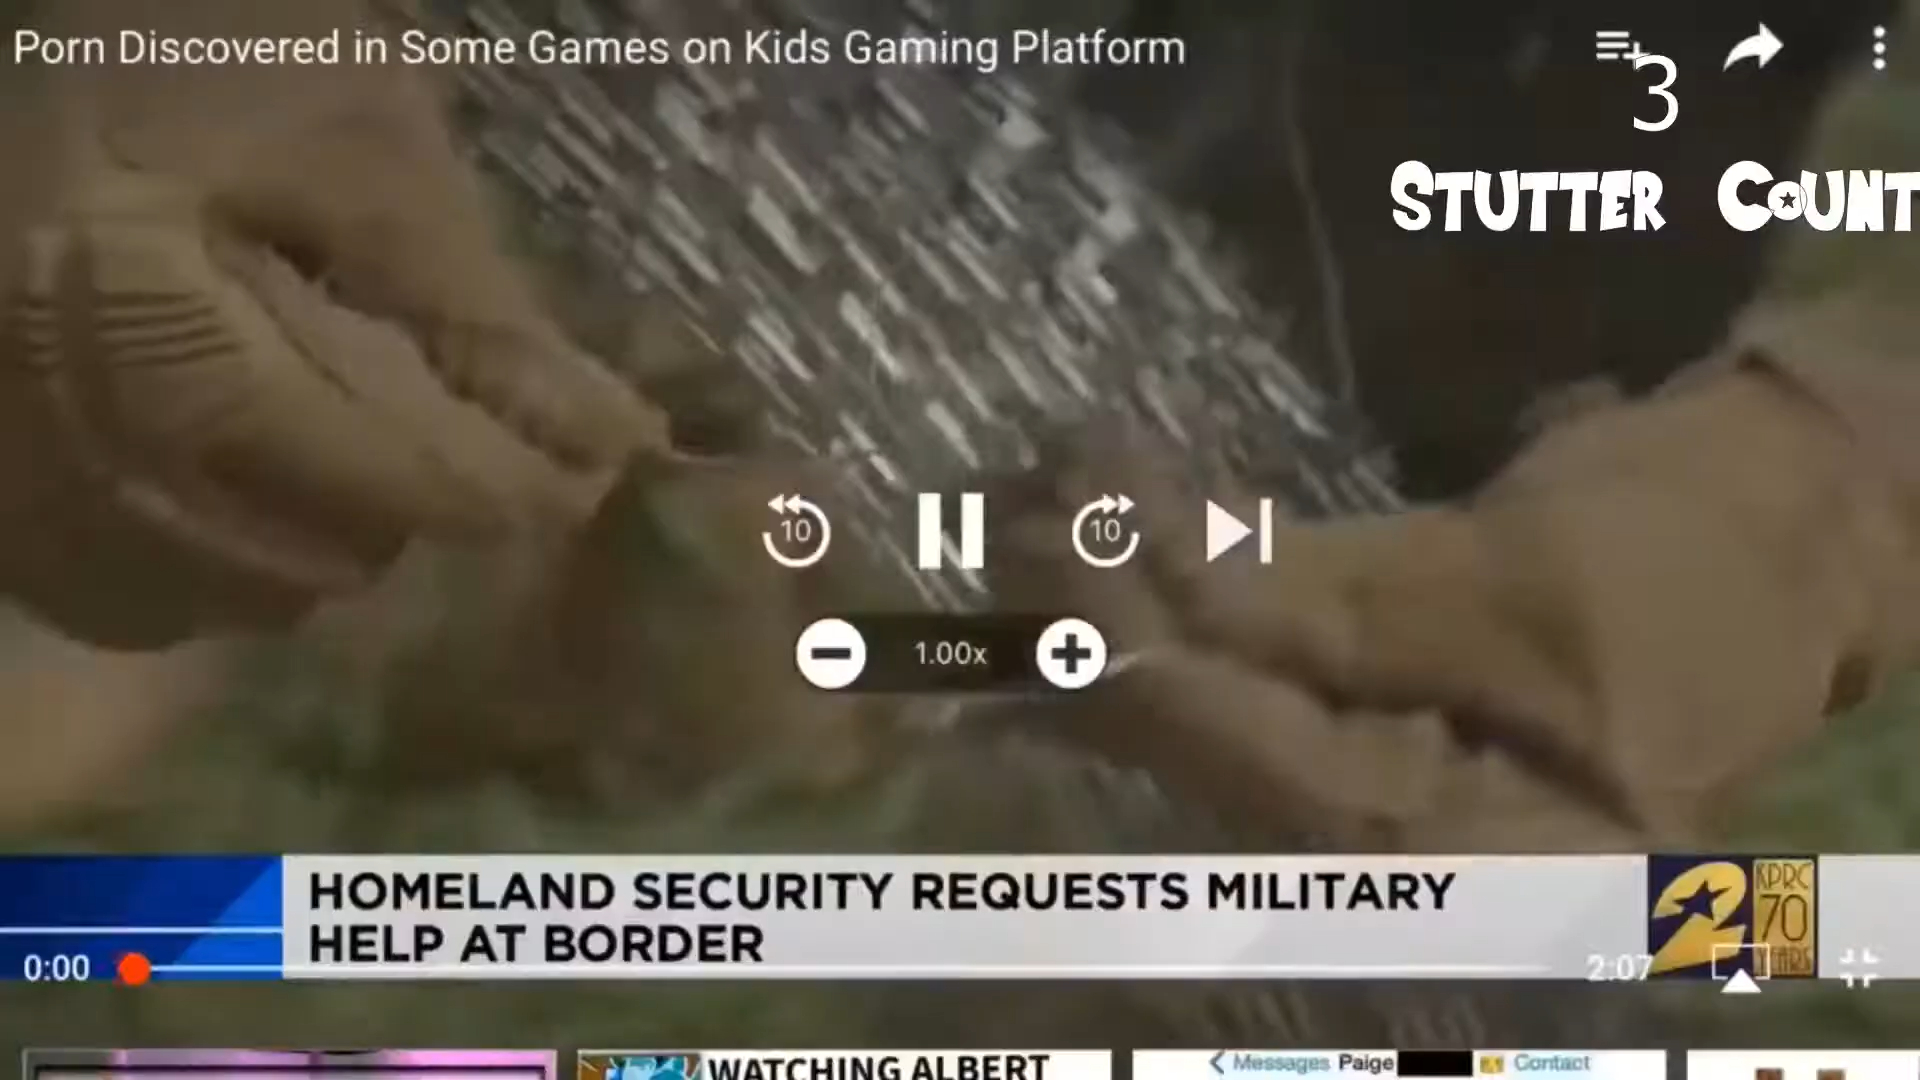 Porn Discovered in Some Games on Kids Gaming Platform
3
STUTTER COUNT
10
10
1.00x
HOMELAND SECURITY REQUESTS MILITARY
HELP AT BORDER
2
KPRC
70
YEARS
0:00
2:07
WATCHING ALBERT
Messages Paige
Contact